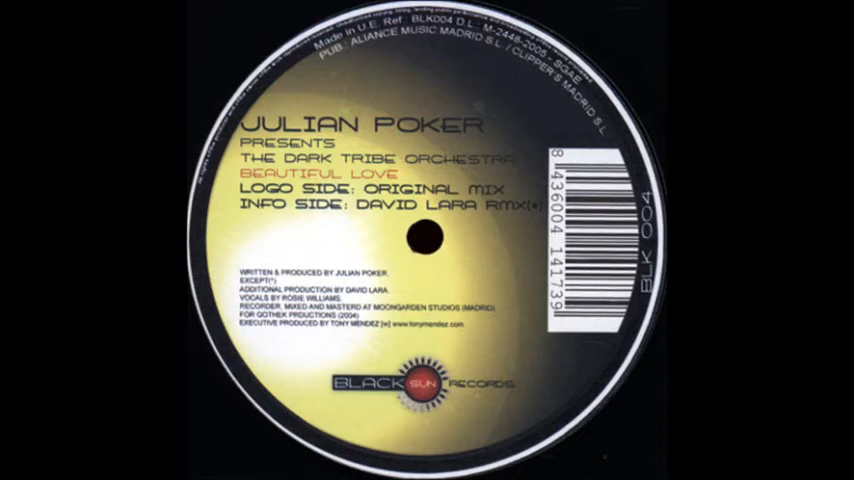 Made in U.E Ref.: BLK004 D.L.: M-2448-2005 - SGAE
PUB.: ALIANCE MUSIC MADRID S.L. / CLIPPER'S MADRID S.L
JULIAN POKER
PRESENTS
THE DARK TRIBE ORCHESTRA
BEAUTIFUL LOVE
LOGO SIDE: ORIGINAL MIX
INFO SIDE: DAVID LARA RMX(*)
WRITTEN & PRODUCED BY JULIAN POKER.
EXCEPT(*)
ADDITIONAL PRODUCTION BY DAVID LARA.
VOCALS BY ROSIE WILLIAMS.
RECORDER, MIXED AND MASTERD AT MOONGARDEN STUDIOS (MADRID)
FOR GOTHEK PRDUCTIONS (2004)
EXECUTIVE PRODUCED BY TONY MENDEZ [w] www.tonymendez.com
BLACK SUN RECORDS
8 436004 141739
BLK 004